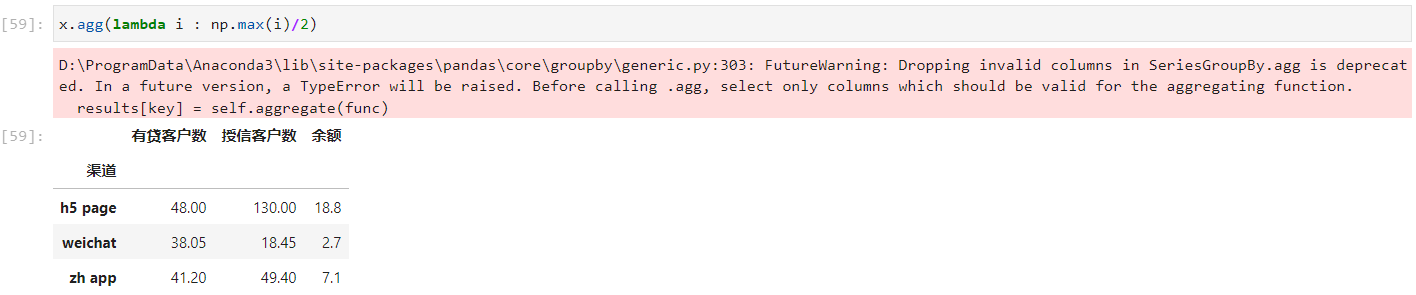 [59]: x.agg(lambda i : np.max(i)/2)
D:\ProgramData\Anaconda3\lib\site-packages\pandas\core\groupby\generic.py:303: FutureWarning: Dropping invalid columns in SeriesGroupBy.agg is deprecat
ed. In a future version, a TypeError will be raised. Before calling .agg, select only columns which should be valid for the aggregating function.
  results[key] = self.aggregate(func)
[59]: 有贷客户数 授信客户数 余额
渠道
h5 page 48.00 130.00 18.8
weichat 38.05 18.45 2.7
zh app 41.20 49.40 7.1